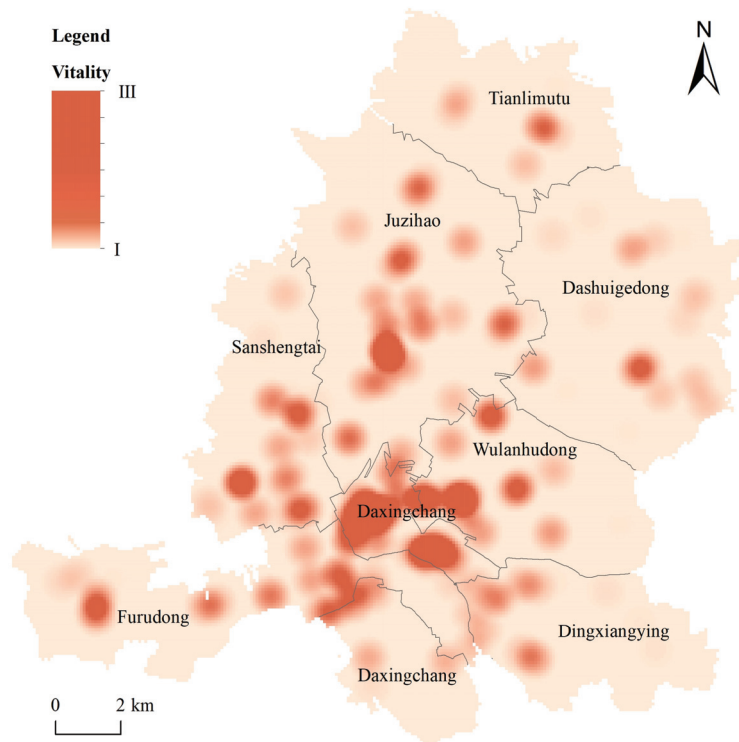 Legend
Vitality
III
I
N
Tianlimutu
Juzihao
Dashuigedong
Sanshengtai
Wulanhudong
Daxingchang
Furudong
Dingxiangying
Daxingchang
0 2 km